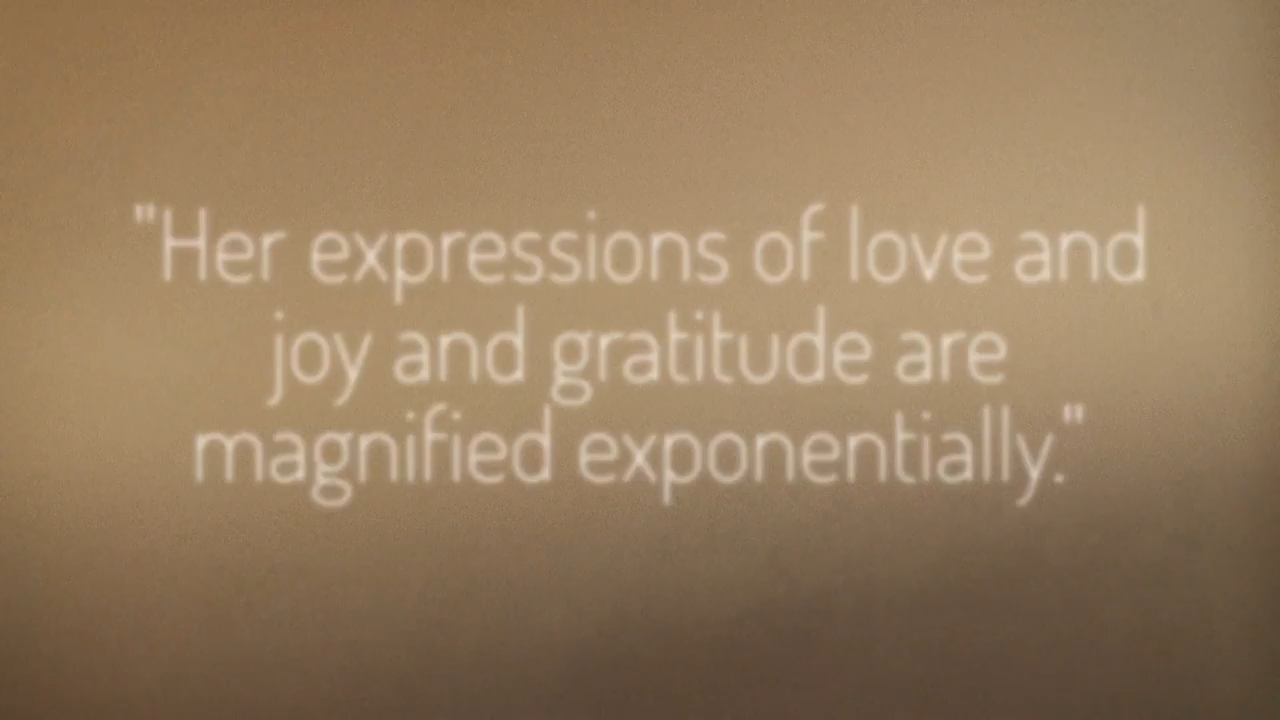 "Her expressions of love and
joy and gratitude are
magnified exponentially."